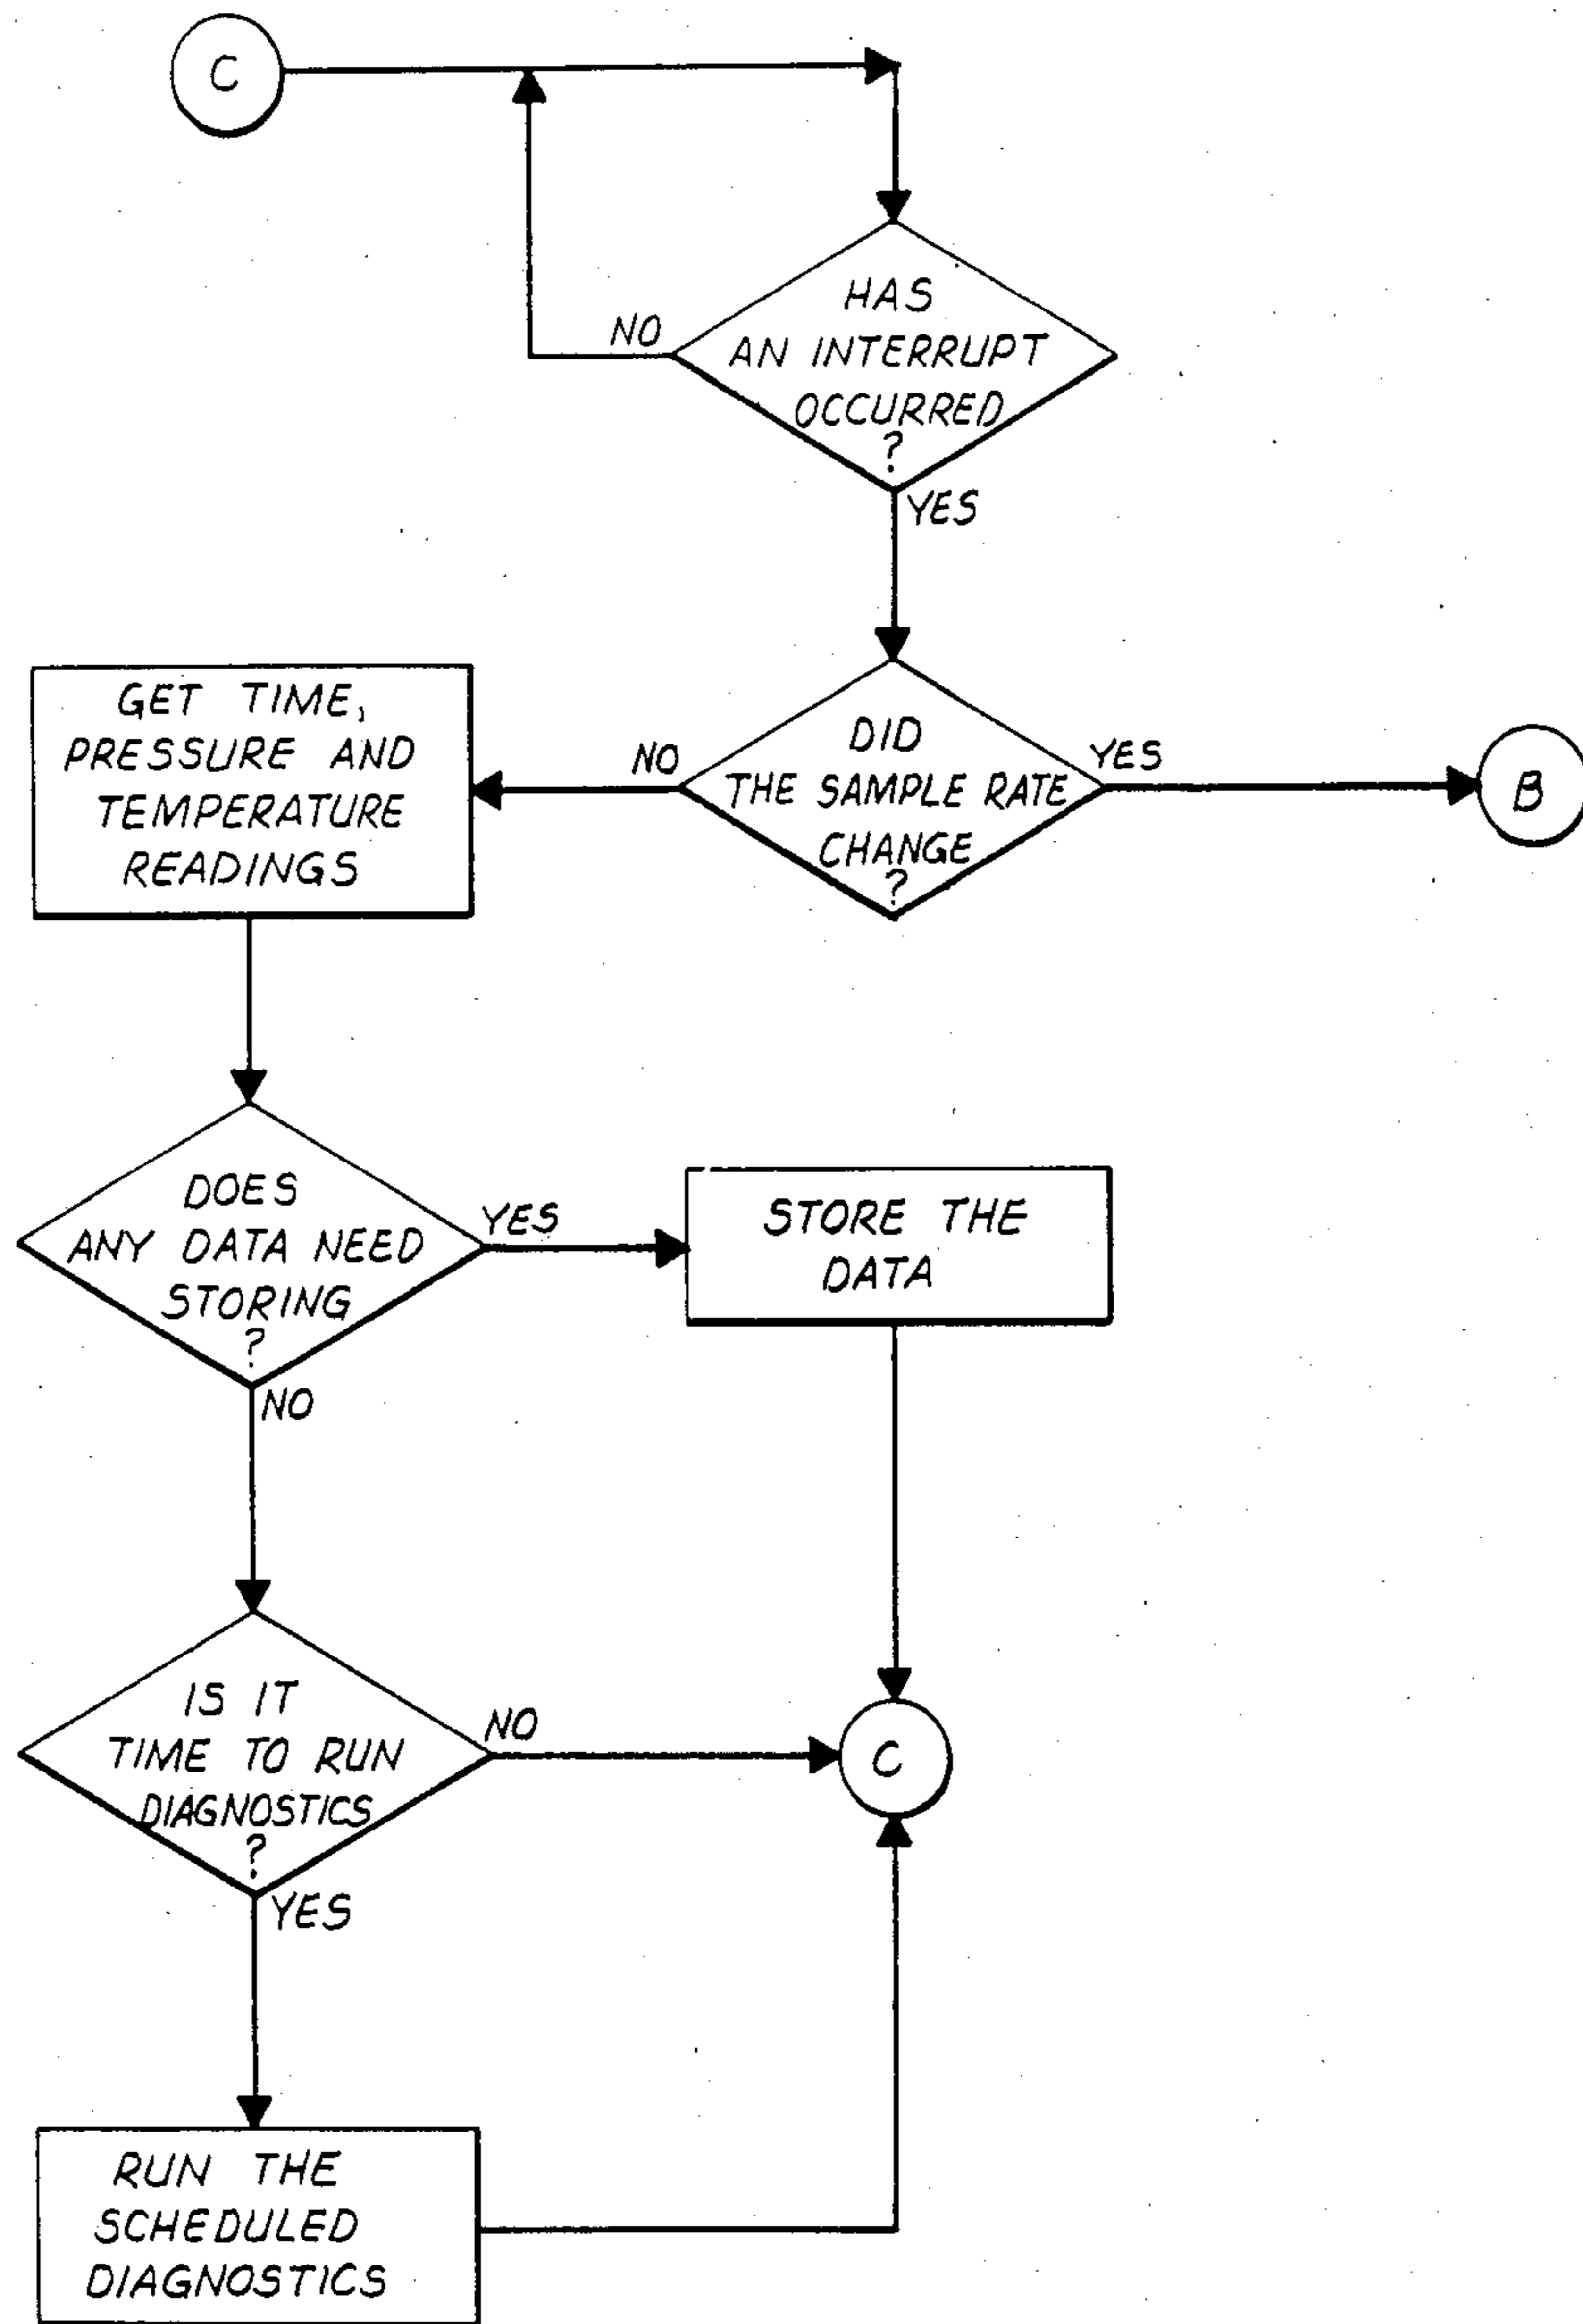 C
HAS
NO
AN INTERRUPT
OCCURRED
?
YES
GET TIME,
PRESSURE AND
TEMPERATURE
READINGS
NO
DID
THE SAMPLE RATE
CHANGE
?
YES
B
DOES
ANY DATA NEED
STORING
?
YES
STORE THE
DATA
NO
IS IT
TIME TO RUN
DIAGNOSTICS
?
NO
C
YES
RUN THE
SCHEDULED
DIAGNOSTICS